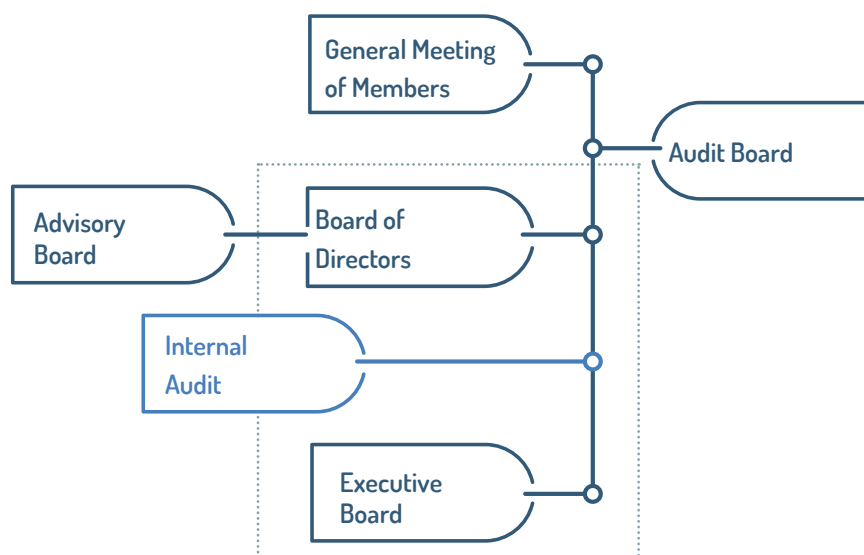 General Meeting
of Members
Audit Board
Advisory
Board
Board of
Directors
Internal
Audit
Executive
Board